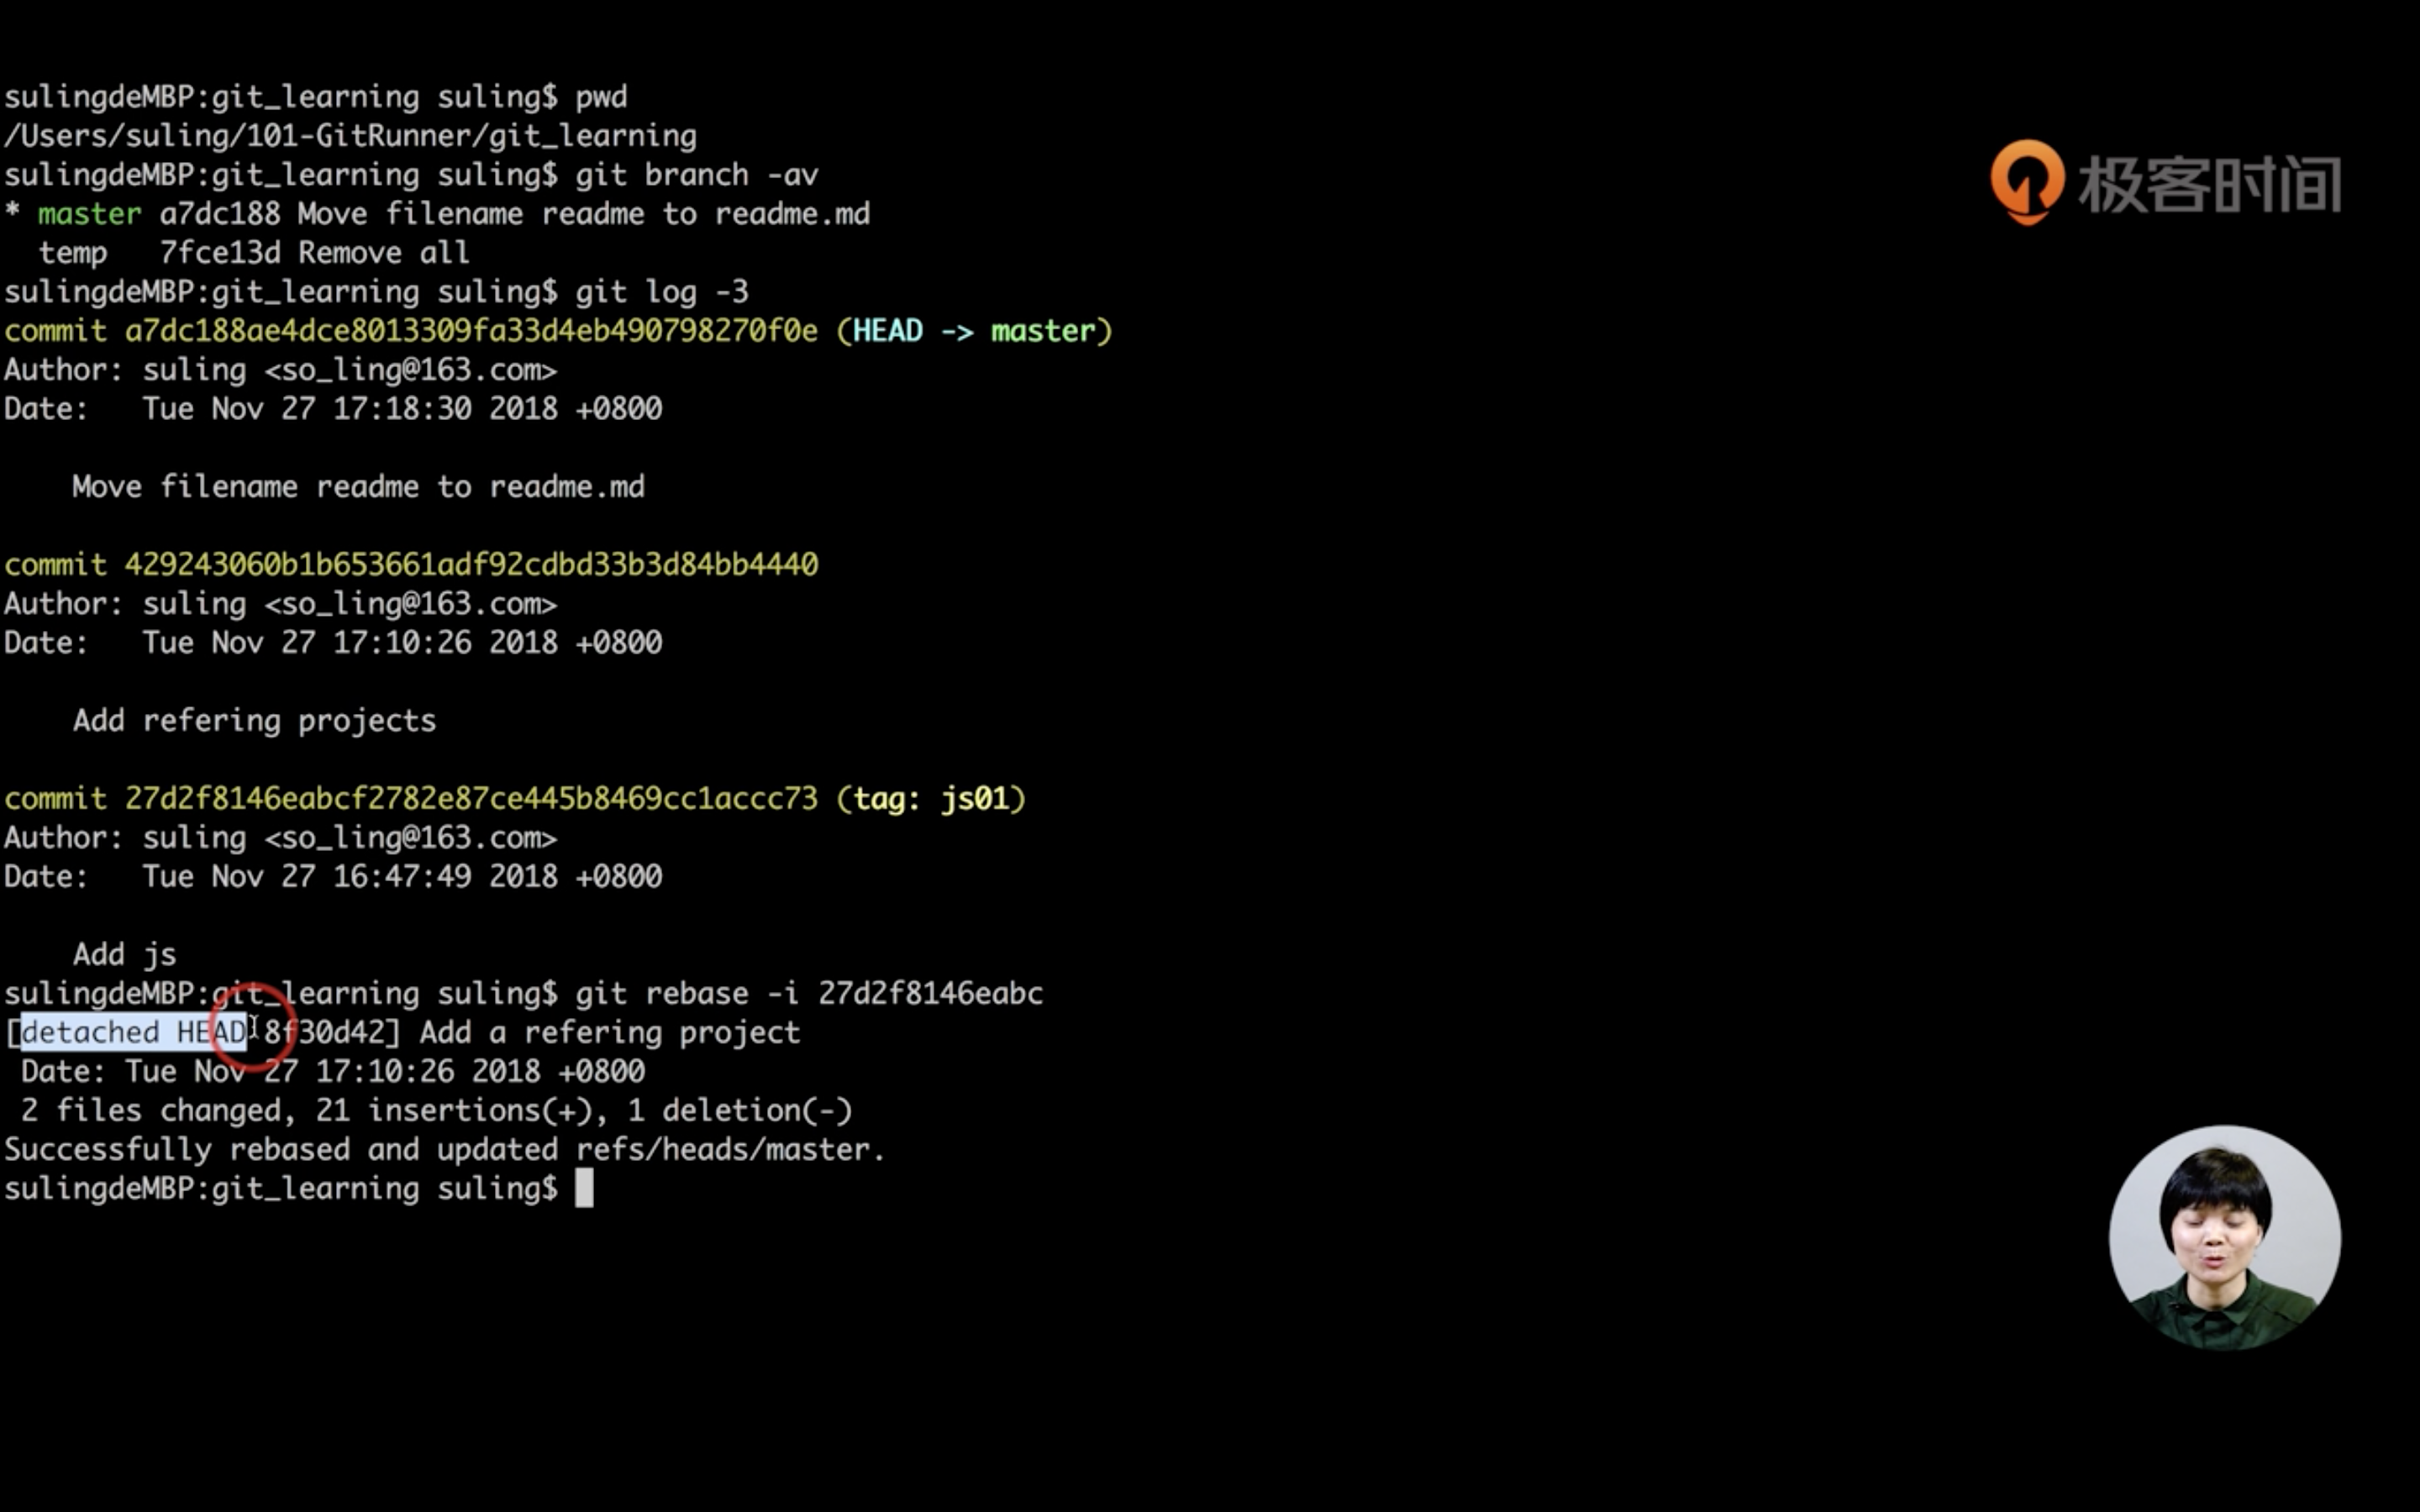 sulingdeMBP:git_learning suling$ pwd
/Users/suling/101-GitRunner/git_learning
sulingdeMBP:git_learning suling$ git branch -av
* master a7dc188 Move filename readme to readme.md
  temp   7fce13d Remove all
sulingdeMBP:git_learning suling$ git log -3
commit a7dc188ae4dce8013309fa33d4eb490798270f0e (HEAD -> master)
Author: suling <so_ling@163.com>
Date:   Tue Nov 27 17:18:30 2018 +0800
    Move filename readme to readme.md
commit 429243060b1b653661adf92cdbd33b3d84bb4440
Author: suling <so_ling@163.com>
Date:   Tue Nov 27 17:10:26 2018 +0800
    Add refering projects
commit 27d2f8146eabcf2782e87ce445b8469cc1accc73 (tag: js01)
Author: suling <so_ling@163.com>
Date:   Tue Nov 27 16:47:49 2018 +0800
    Add js
sulingdeMBP:git_learning suling$ git rebase -i 27d2f8146eabc
[detached HEAD 8f30d42] Add a refering project
 Date: Tue Nov 27 17:10:26 2018 +0800
 2 files changed, 21 insertions(+), 1 deletion(-)
Successfully rebased and updated refs/heads/master.
sulingdeMBP:git_learning suling$
极客时间